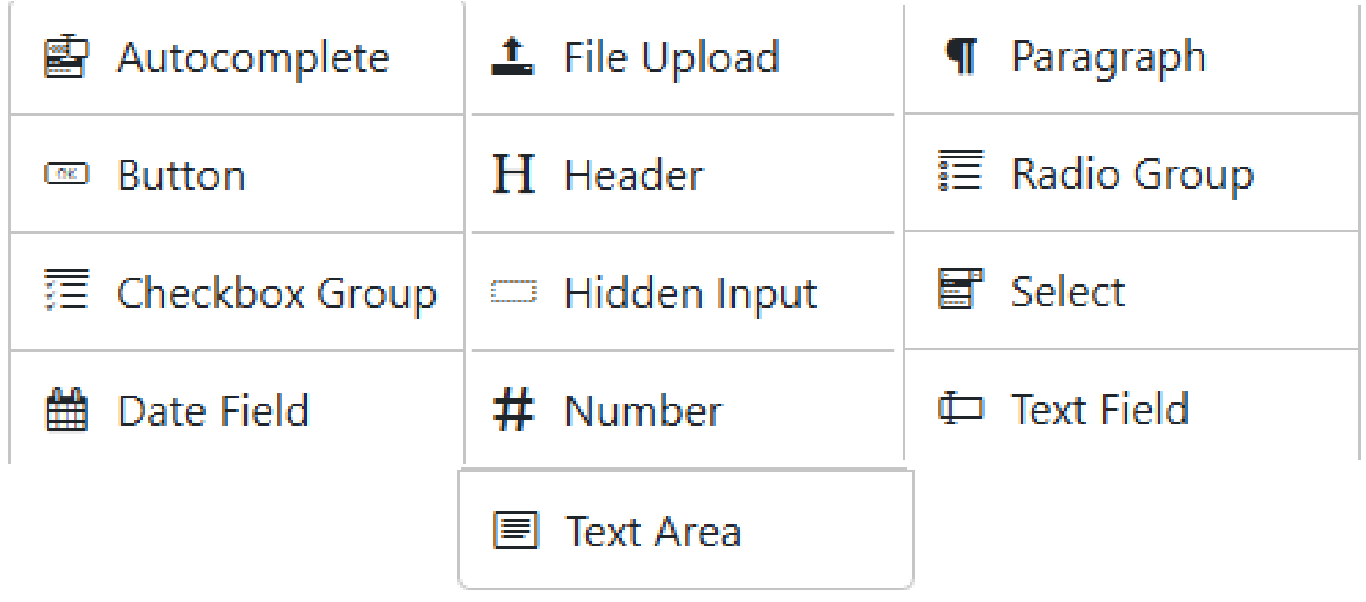 Autocomplete
File Upload
Paragraph
Button
Header
Radio Group
Checkbox Group
Hidden Input
Select
Date Field
Number
Text Field
Text Area